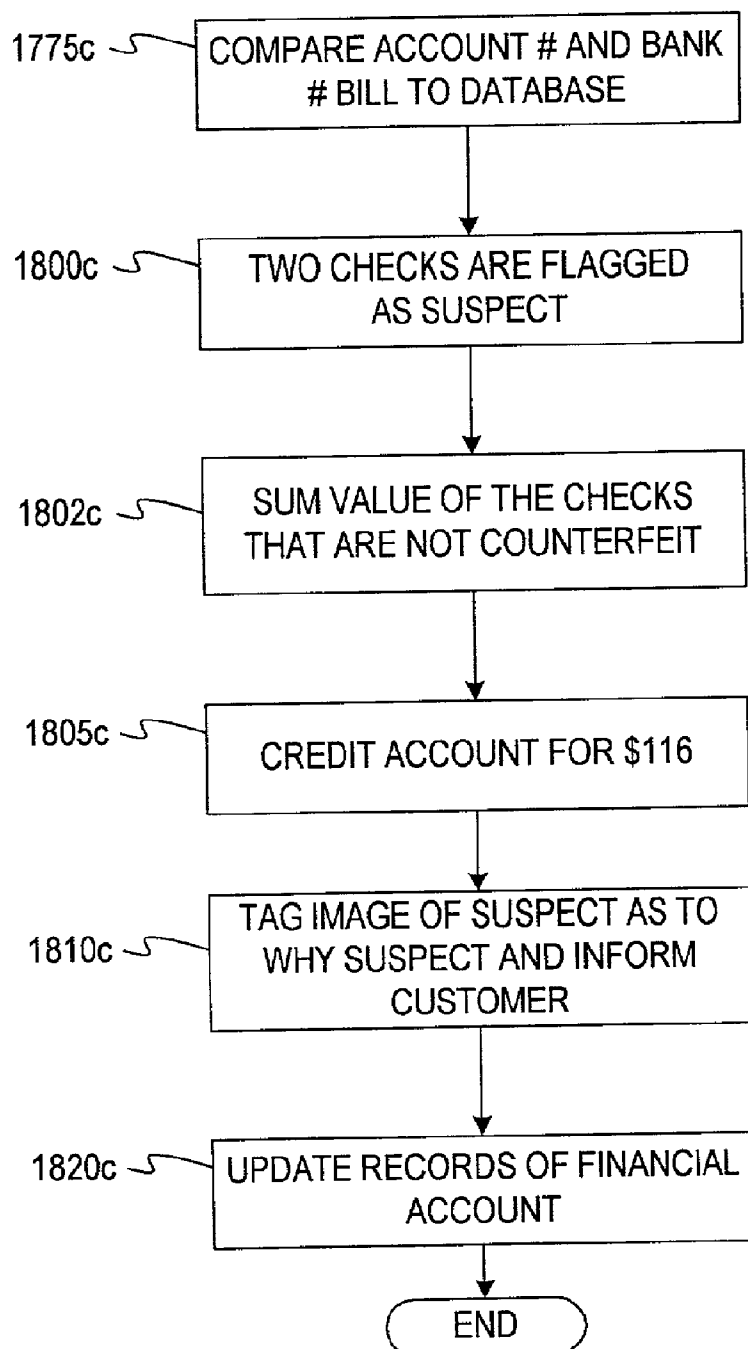 1775c
COMPARE ACCOUNT # AND BANK
# BILL TO DATABASE
1800c
TWO CHECKS ARE FLAGGED
AS SUSPECT
1802c
SUM VALUE OF THE CHECKS
THAT ARE NOT COUNTERFEIT
1805c
CREDIT ACCOUNT FOR $116
1810c
TAG IMAGE OF SUSPECT AS TO
WHY SUSPECT AND INFORM
CUSTOMER
1820c
UPDATE RECORDS OF FINANCIAL
ACCOUNT
END